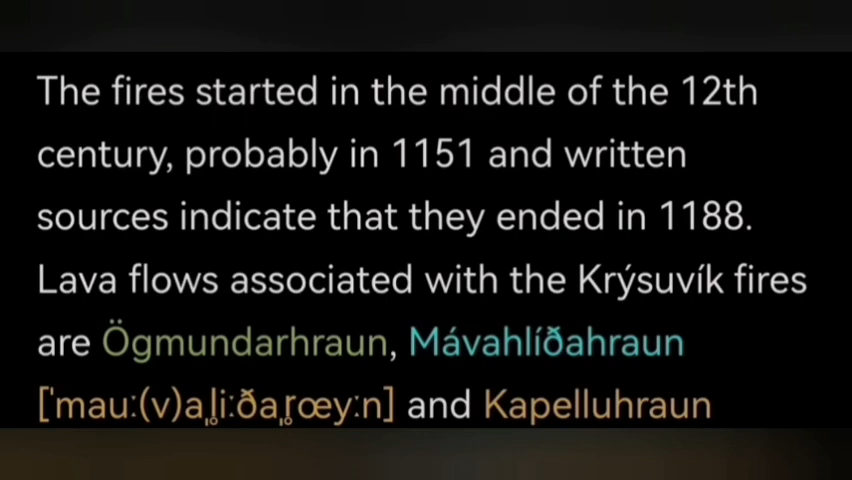 The fires started in the middle of the 12th
century, probably in 1151 and written
sources indicate that they ended in 1188.
Lava flows associated with the Krýsuvík fires
are Ögmundarhraun, Mávahlíðahraun
[ˈmauː(v)aˌl̥iːðaˌr̥œyːn] and Kapelluhraun